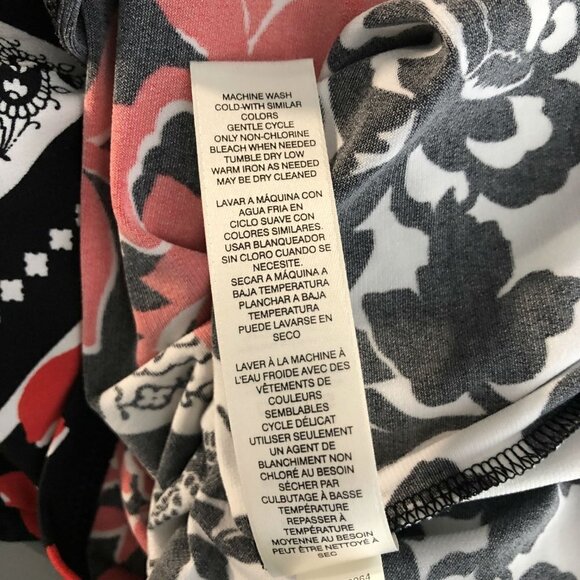 MACHINE WASH
COLD-WITH SIMILAR
COLORS
GENTLE CYCLE
ONLY NON-CHLORINE
BLEACH WHEN NEEDED
TUMBLE DRY LOW
WARM IRON AS NEEDED
MAY BE DRY CLEANED
LAVAR A MÁQUINA CON
AGUA FRIA EN
CICLO SUAVE CON
COLORES SIMILARES.
USAR BLANQUEADOR
SIN CLORO CUANDO SE
NECESITE.
SECAR A MÁQUINA A
BAJA TEMPERATURA
PLANCHAR A BAJA
TEMPERATURA
PUEDE LAVARSE EN
SECO
LAVER À LA MACHINE À
L'EAU FROIDE AVEC DES
VÊTEMENTS DE
COULEURS
SEMBLABLES
CYCLE DÉLICAT
UTILISER SEULEMENT
UN AGENT DE
BLANCHIMENT NON
CHLORÉ AU BESOIN
SÉCHER PAR
CULBUTAGE À BASSE
TEMPÉRATURE
REPASSER À
TEMPÉRATURE
MOYENNE AU BESOIN
PEUT ÊTRE NETTOYÉ À
SEC